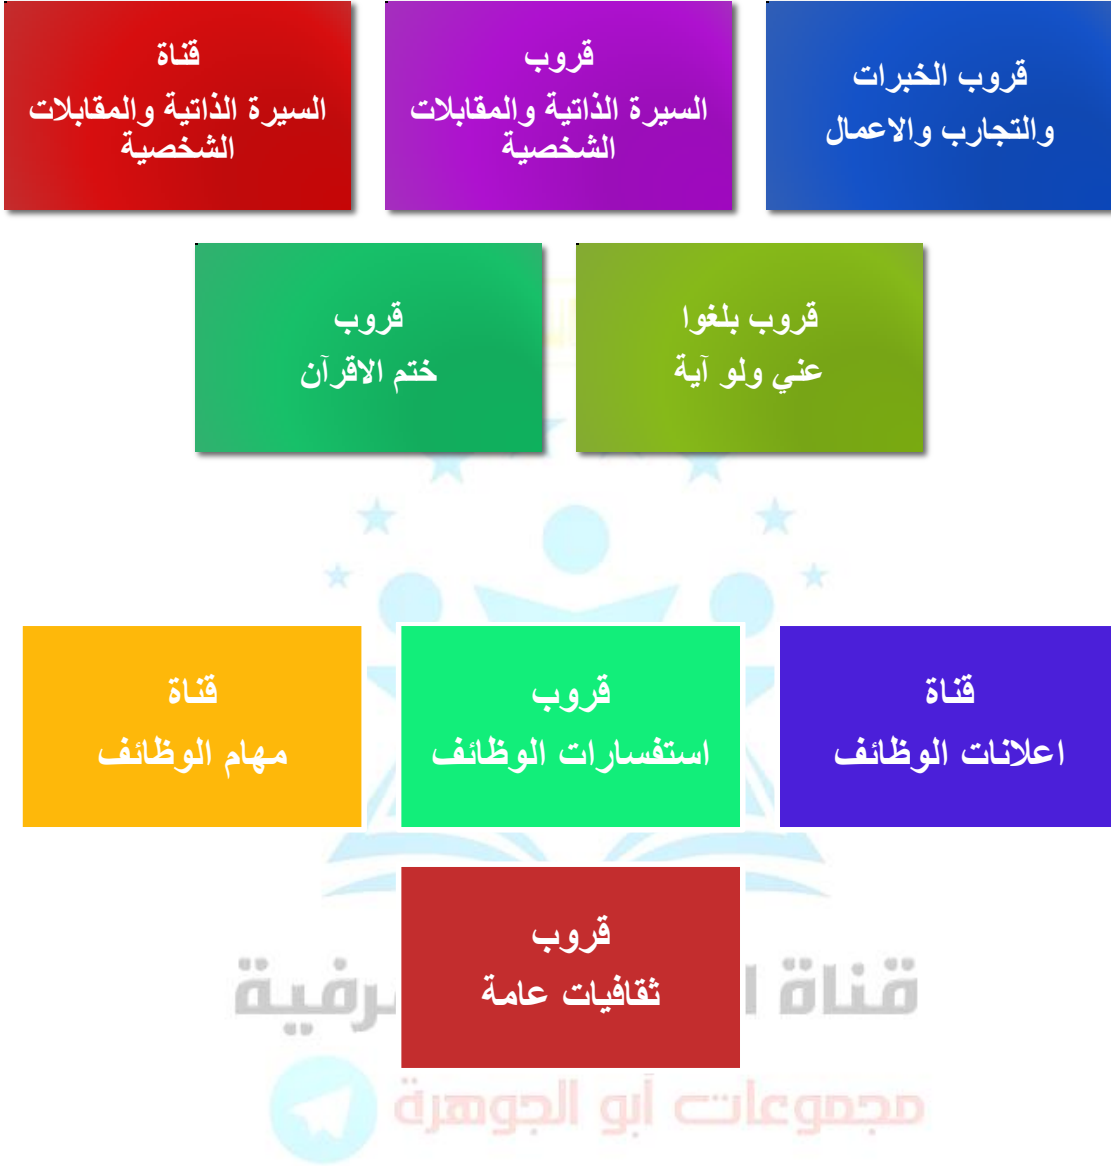 قروب الخبرات
والتجارب والاعمال
قروب
السيرة الذاتية والمقابلات
الشخصية
قناة
السيرة الذاتية والمقابلات
الشخصية
قروب بلغوا
عني ولو آية
قروب
ختم الاقرآن
قناة
اعلانات الوظائف
قروب
استفسارات الوظائف
قناة
مهام الوظائف
قروب
ثقافيات عامة
قناة
مجموعات أبو الجوهرة